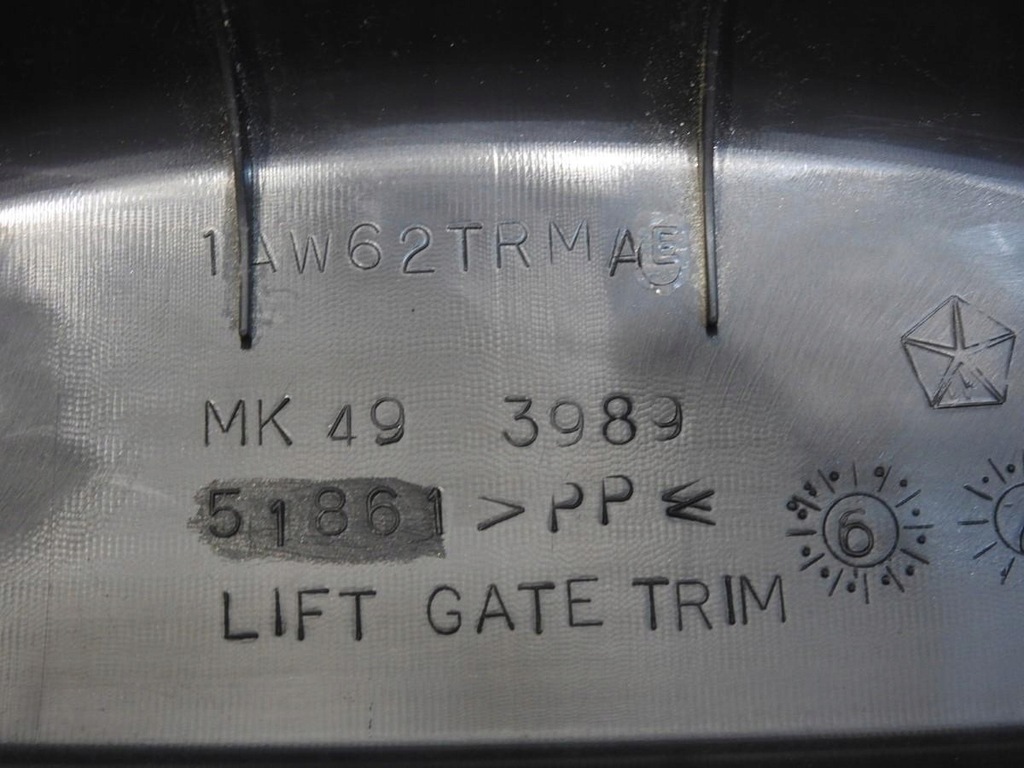 1AW62TRMAE
MK 49 3989
51861 >PP<
6
LIFT GATE TRIM